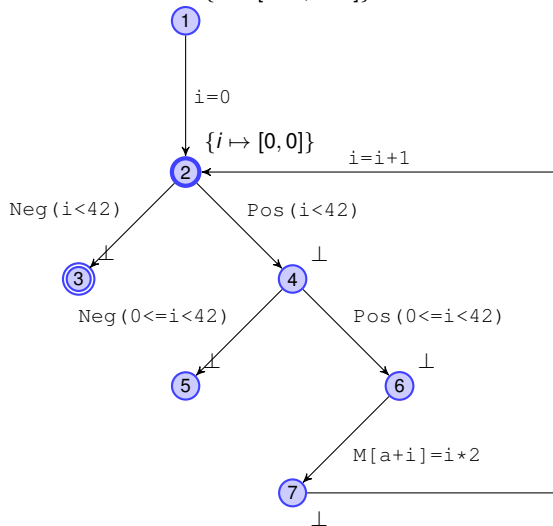 1
i=0
{i ↦ [0, 0]}
i=i+1
2
Neg(i<42)
Pos(i<42)
⊥
⊥
3
4
Neg(0<=i<42)
Pos(0<=i<42)
⊥
⊥
5
6
M[a+i]=i*2
7
⊥